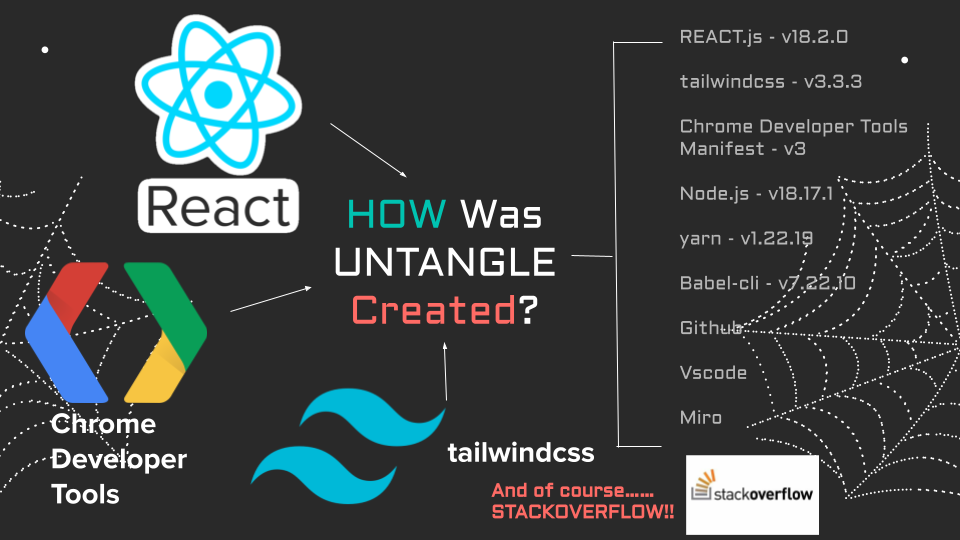 React
HOW Was
UNTANGLE
Created?
Chrome
Developer
Tools
tailwindcss
And of course......
STACKOVERFLOW!!
REACT.js - v18.2.0
tailwindcss - v3.3.3
Chrome Developer Tools
Manifest - v3
Node.js - v18.17.1
yarn - v1.22.19
Babel-cli - v7.22.10
Github
Vscode
Miro
stackoverflow